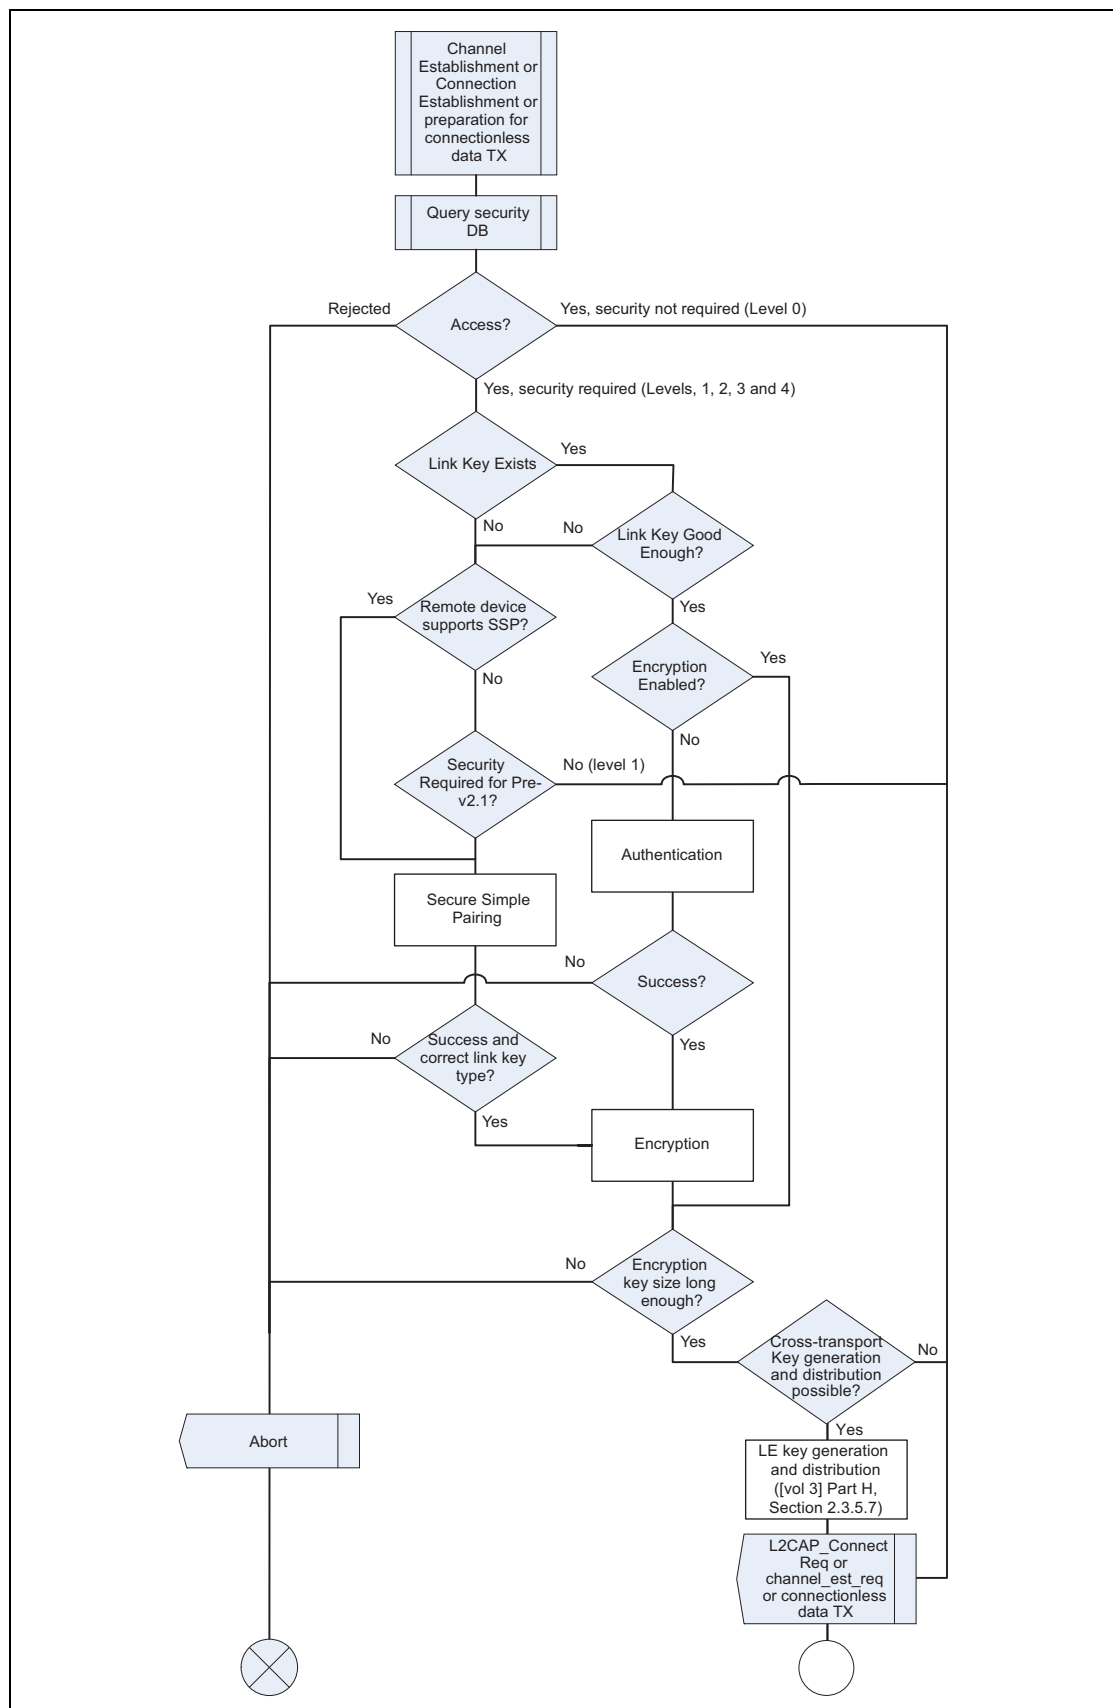 Channel
Establishment or
Connection
Establishment or
preparation for
connectionless
data TX
Query security
DB
Rejected
Access?
Yes, security not required (Level 0)
Yes, security required (Levels, 1, 2, 3 and 4)
Link Key Exists
Yes
No
No
Link Key Good
Enough?
Yes
Yes
Remote device
supports SSP?
No
Encryption
Enabled?
Yes
No
Security
Required for Pre-
v2.1?
No (level 1)
Authentication
Secure Simple
Pairing
No
Success?
Yes
No
Success and
correct link key
type?
Yes
Encryption
No
Encryption
key size long
enough?
Yes
Cross-transport
Key generation
and distribution
possible?
No
Yes
Abort
LE key generation
and distribution
([vol 3] Part H,
Section 2.3.5.7)
L2CAP_Connect
Req or
channel_est_req
or connectionless
data TX